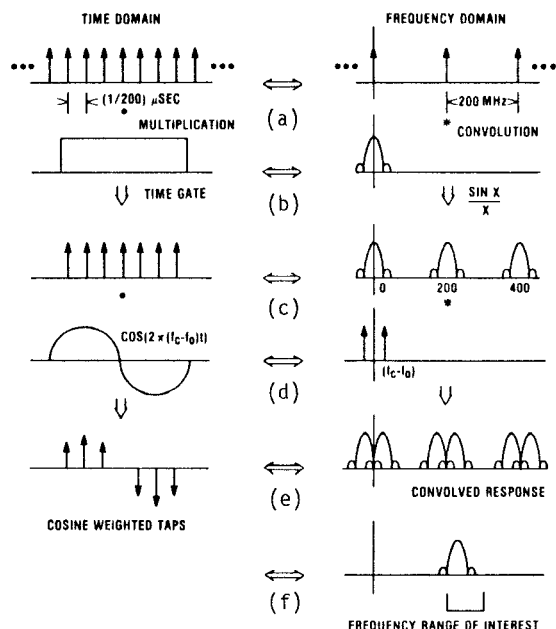 TIME DOMAIN
FREQUENCY DOMAIN
(1/200) μSEC
200 MHz
(a)
MULTIPLICATION
* CONVOLUTION
TIME GATE
(b)
SIN X
X
(c)
0
200
400
*
COS(2π(fc-f0)t)
(fc-f0)
(d)
(e)
CONVOLVED RESPONSE
COSINE WEIGHTED TAPS
(f)
FREQUENCY RANGE OF INTEREST